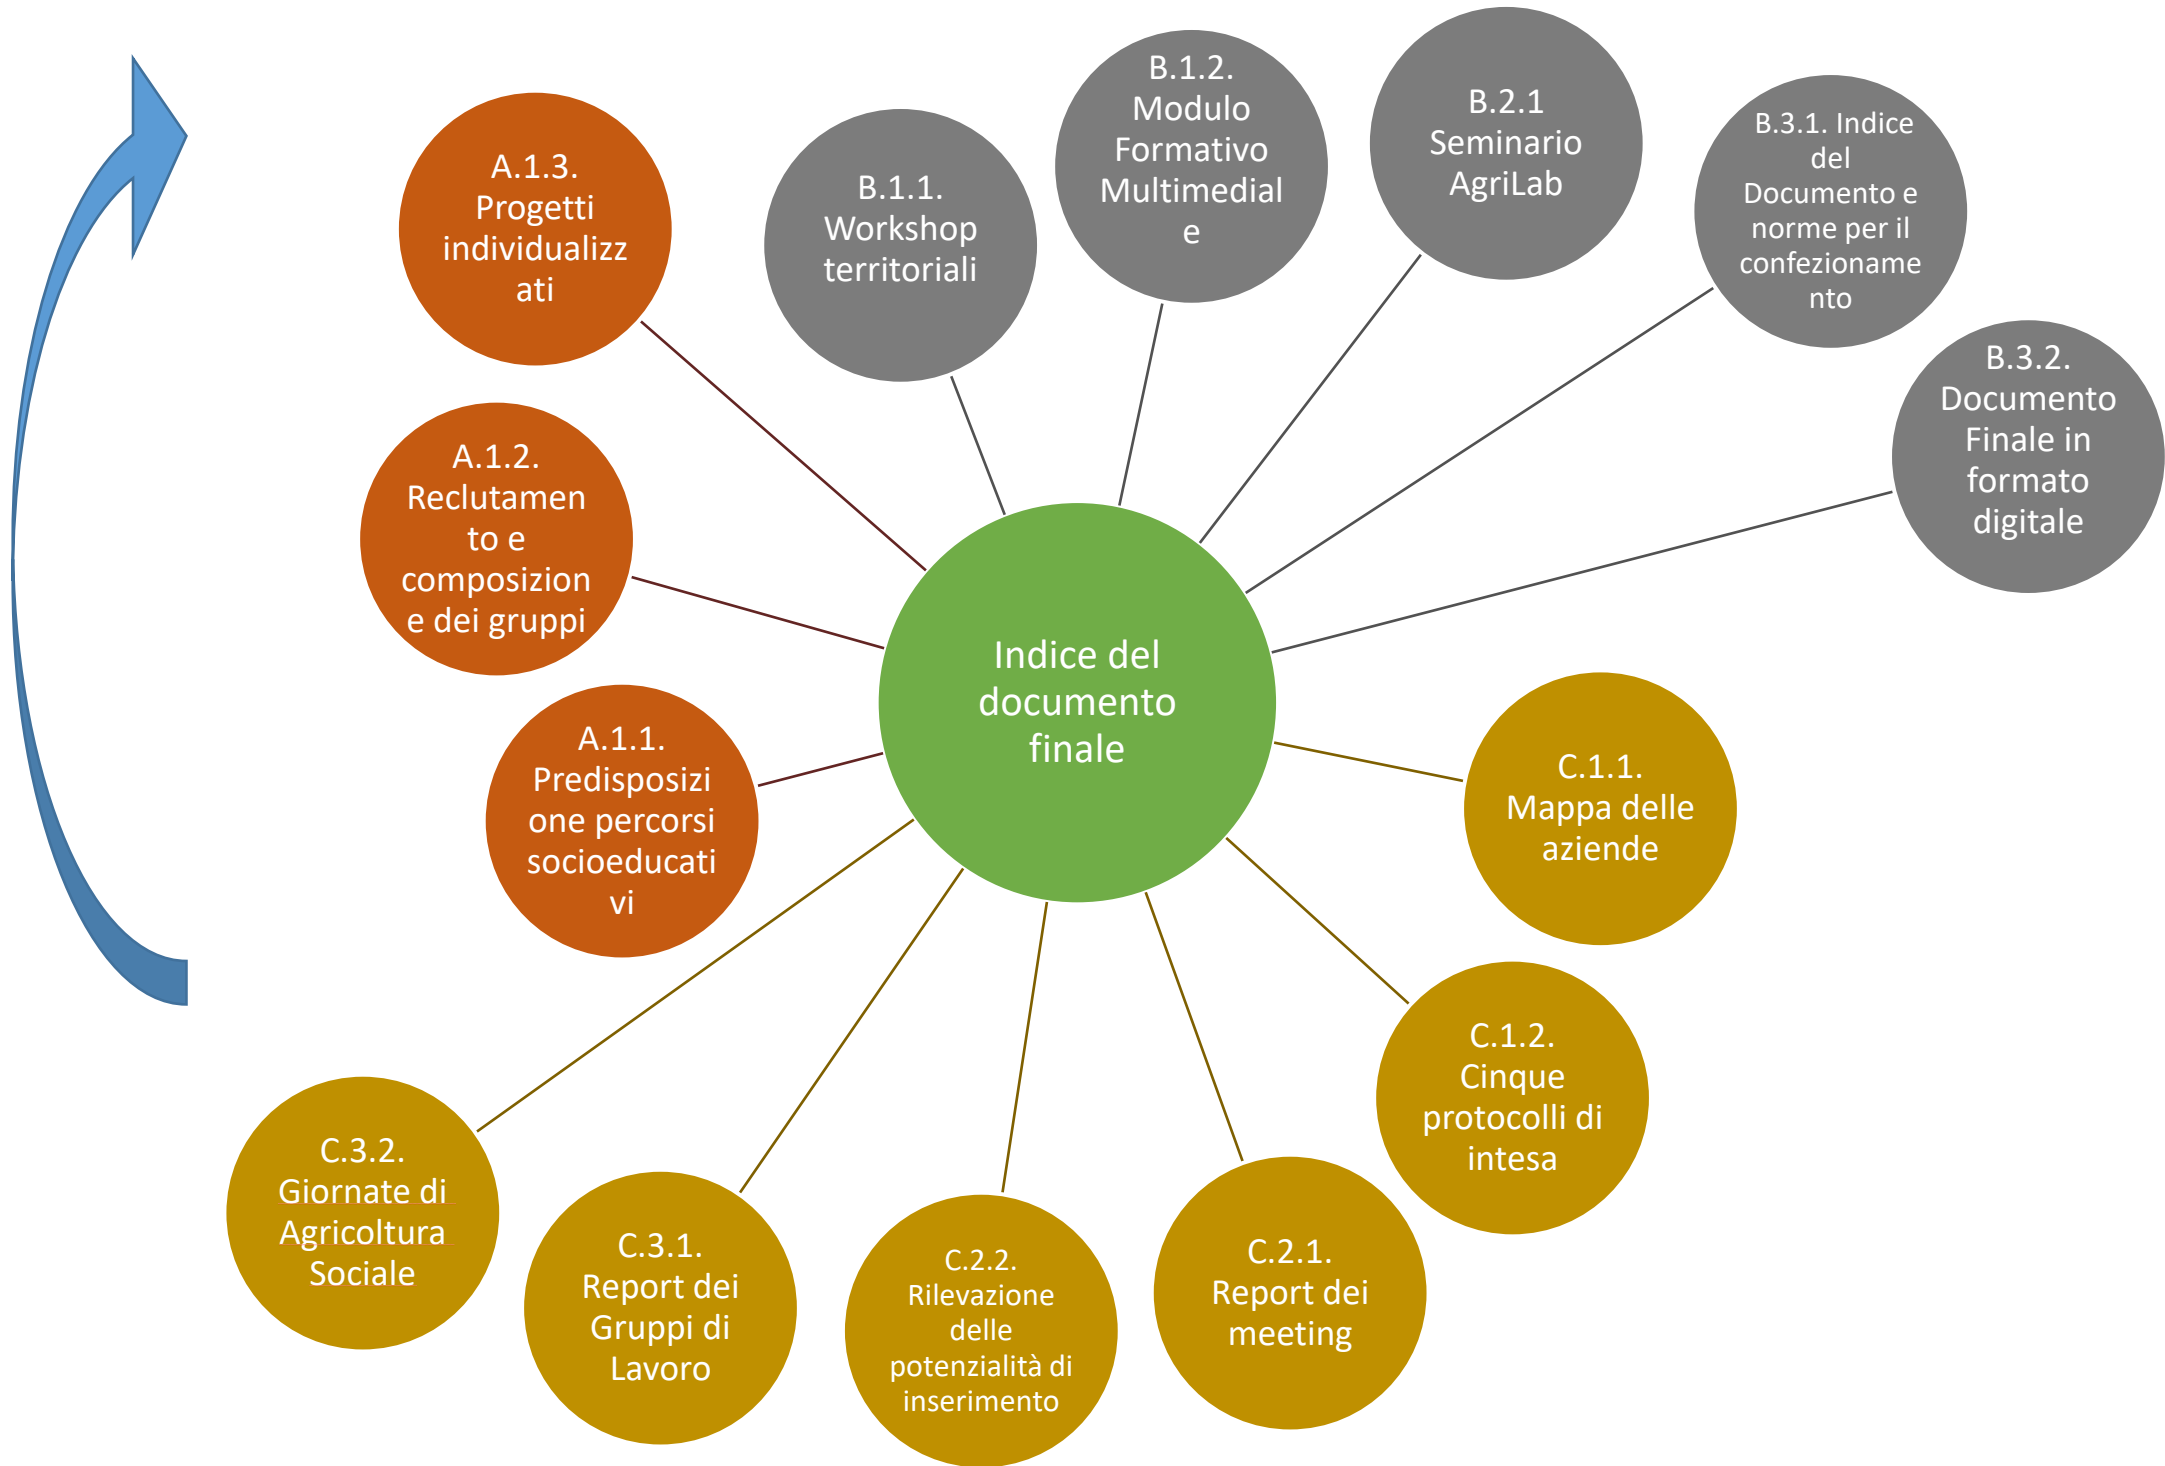 A.1.3.
Progetti
individualizz
ati
B.1.1.
Workshop
territoriali
B.1.2.
Modulo
Formativo
Multimedial
e
B.2.1
Seminario
AgriLab
B.3.1. Indice
del
Documento e
norme per il
confezioname
nto
B.3.2.
Documento
Finale in
formato
digitale
A.1.2.
Reclutamen
to e
composizion
e dei gruppi
Indice del
documento
finale
A.1.1.
Predisposizi
one percorsi
socioeducati
vi
C.1.1.
Mappa delle
aziende
C.1.2.
Cinque
protocolli di
intesa
C.2.1.
Report dei
meeting
C.2.2.
Rilevazione
delle
potenzialità di
inserimento
C.3.1.
Report dei
Gruppi di
Lavoro
C.3.2.
Giornate di
Agricoltura
Sociale